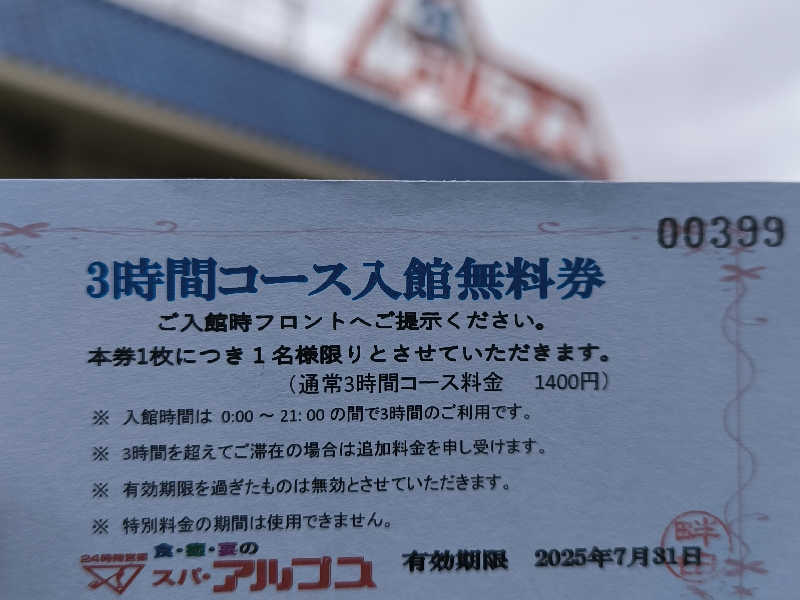 00399
3時間コース入館無料券
ご入館時フロントへご提示ください。
本券1枚につき1名様限りとさせていただきます。
（通常3時間コース料金　1400円）
※ 入館時間は 0:00 ～ 21:00 の間で3時間のご利用です。
※ 3時間を超えてご滞在の場合は追加料金を申し受けます。
※ 有効期限を過ぎたものは無効とさせていただきます。
※ 特別料金の期間は使用できません。
24時間営業 食・癒・宴の
スパ・アルプス
有効期限　2025年7月31日